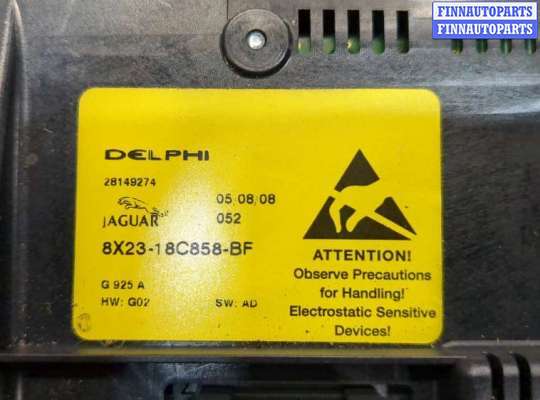 FINNAUTOPARTS
FINNAUTOPARTS
DELPHI
28149274
05 08 08
JAGUAR
052
8X23-18C858-BF
G 925 A
HW: G02 SW: AD
ATTENTION!
Observe Precautions
for Handling!
Electrostatic Sensitive
Devices!